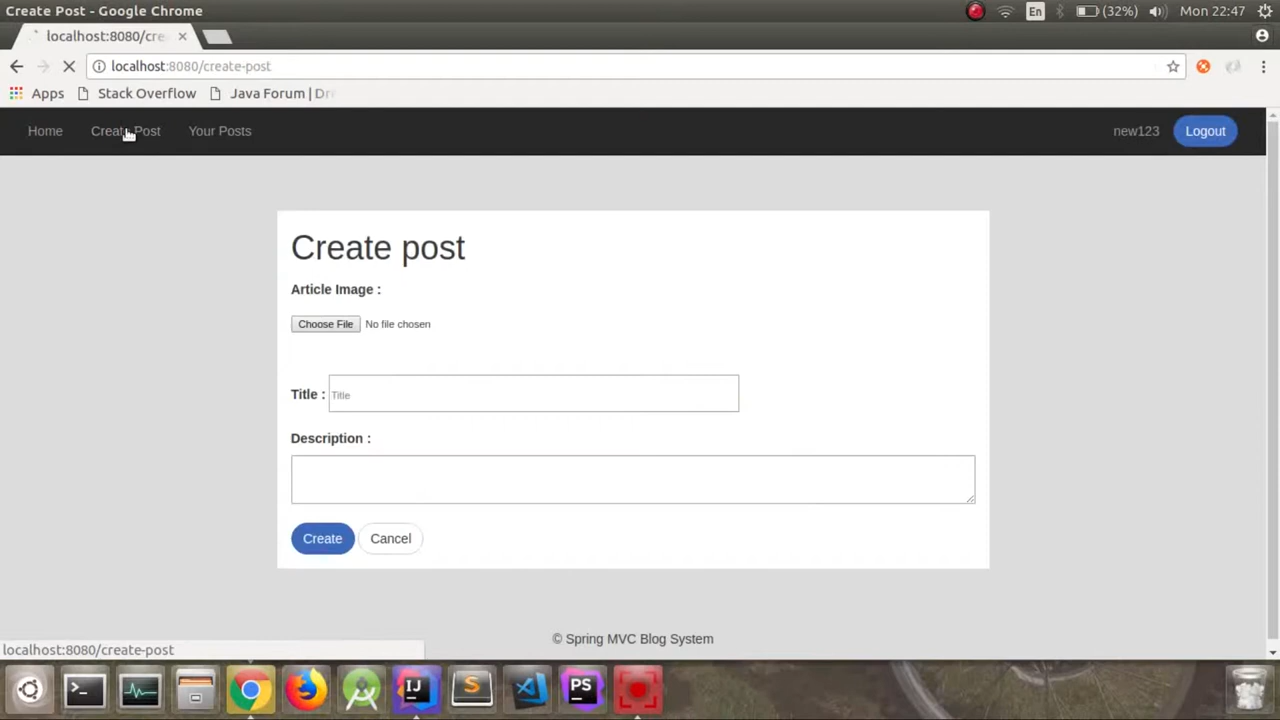 Create Post - Google Chrome
En
(32%)
Mon 22:47
localhost:8080/cre
localhost:8080/create-post
Apps
Stack Overflow
Java Forum | Dr
Home
Create Post
Your Posts
new123
Logout
Create post
Article Image :
Choose File No file chosen
Title : Title
Description :
Create
Cancel
© Spring MVC Blog System
localhost:8080/create-post
>_
IJ
S
PS